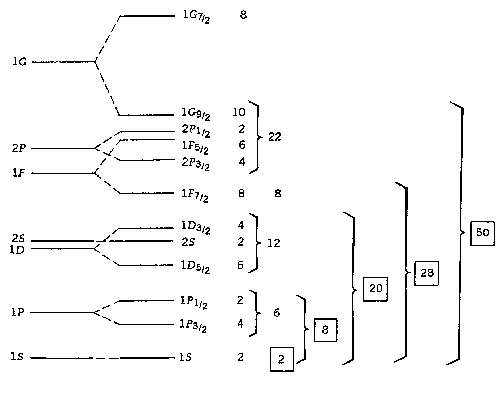 1G7/2 8
1G
1G9/2 10
2P1/2 2
22
2P 1F5/2 6
2P3/2 4
1F
1F7/2 8 8
1D3/2 4
50
2S 2S 2 12
1D
1D5/2 6
28
20
1P1/2 2
1P 6
1P3/2 4 8
1S 1S 2 2